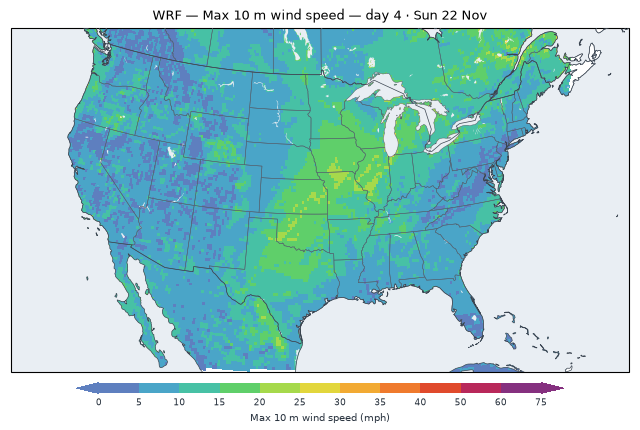 WRF — Max 10 m wind speed — day 4 · Sun 22 Nov
0 5 10 15 20 25 30 35 40 50 60 75
Max 10 m wind speed (mph)